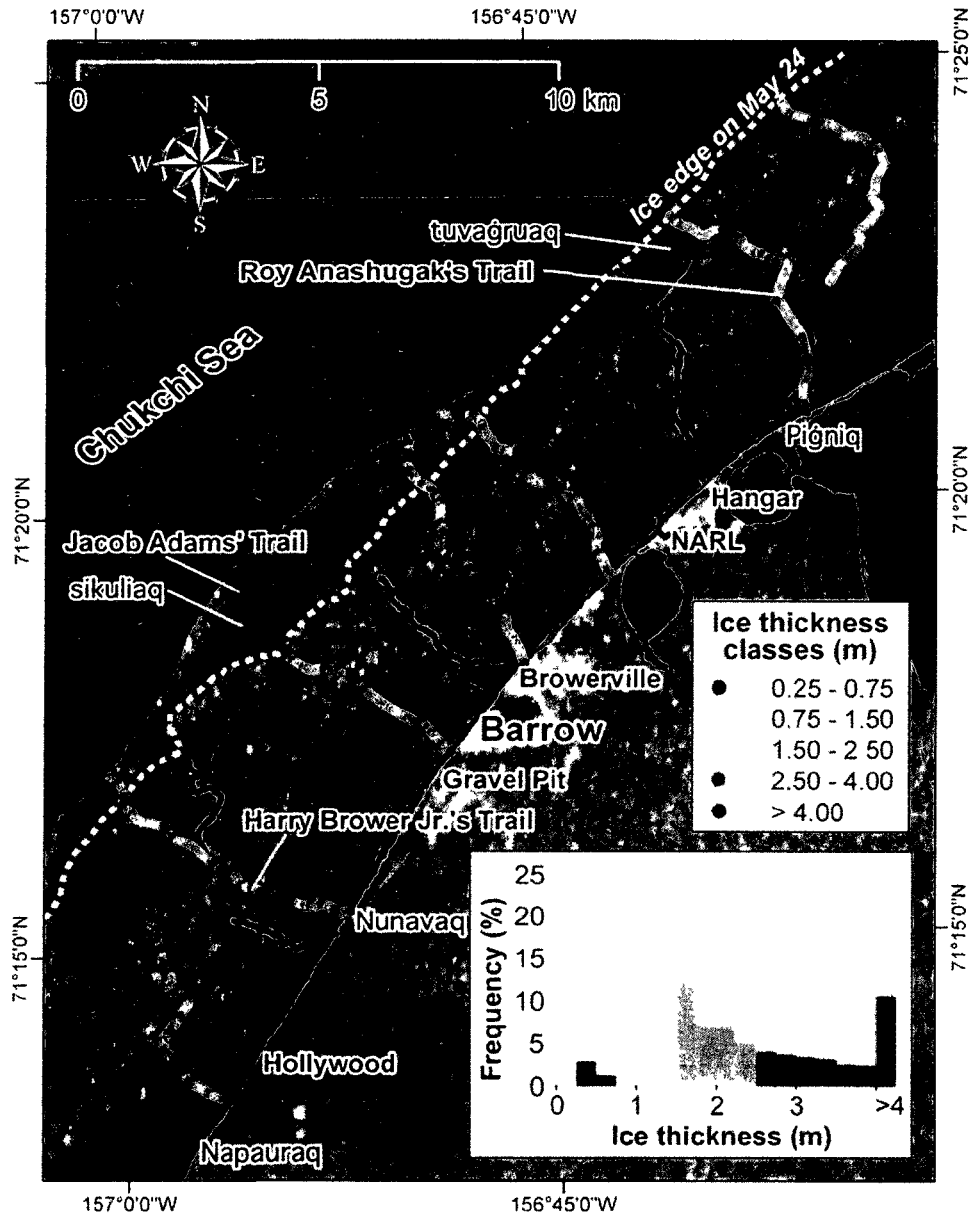 157°0'0"W
156°45'0"W
71°25'0"N
0 5 10 km
N
W E
S
Ice edge on May 24
tuvaġruaq
Roy Anashugak's Trail
Chukchi Sea
Piġniq
Hangar
71°20'0"N
71°20'0"N
NARL
Jacob Adams' Trail
sikuliaq
Ice thickness
classes (m)
0.25 - 0.75
0.75 - 1.50
1.50 - 2 50
2.50 - 4.00
> 4.00
Browerville
Barrow
Gravel Pit
Harry Brower Jr.'s Trail
Nunavaq
71°15'0"N
71°15'0"N
Hollywood
Napauraq
Frequency (%)
25
20
15
10
5
0
0 1 2 3 >4
Ice thickness (m)
157°0'0"W
156°45'0"W